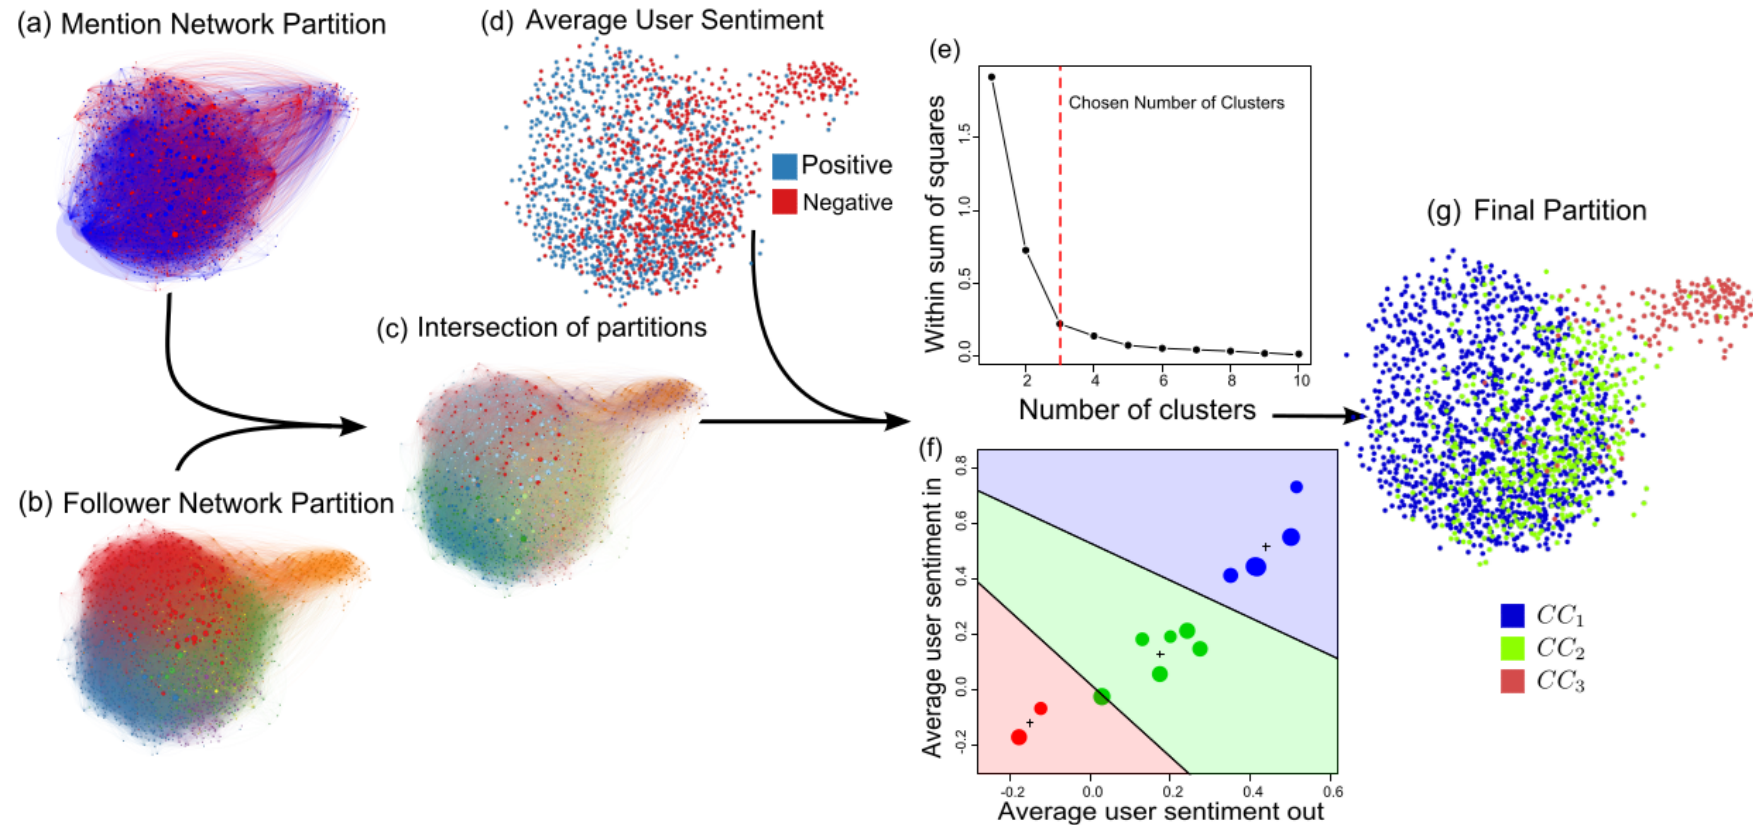 (a) Mention Network Partition
(d) Average User Sentiment
Positive
Negative
(c) Intersection of partitions
(b) Follower Network Partition
(e)
Chosen Number of Clusters
Within sum of squares
0.0 0.5 1.0 1.5
2 4 6 8 10
Number of clusters
(f)
Average user sentiment in
-0.2 0.0 0.2 0.4 0.6 0.8
-0.2 0.0 0.2 0.4 0.6
Average user sentiment out
(g) Final Partition
CC1
CC2
CC3